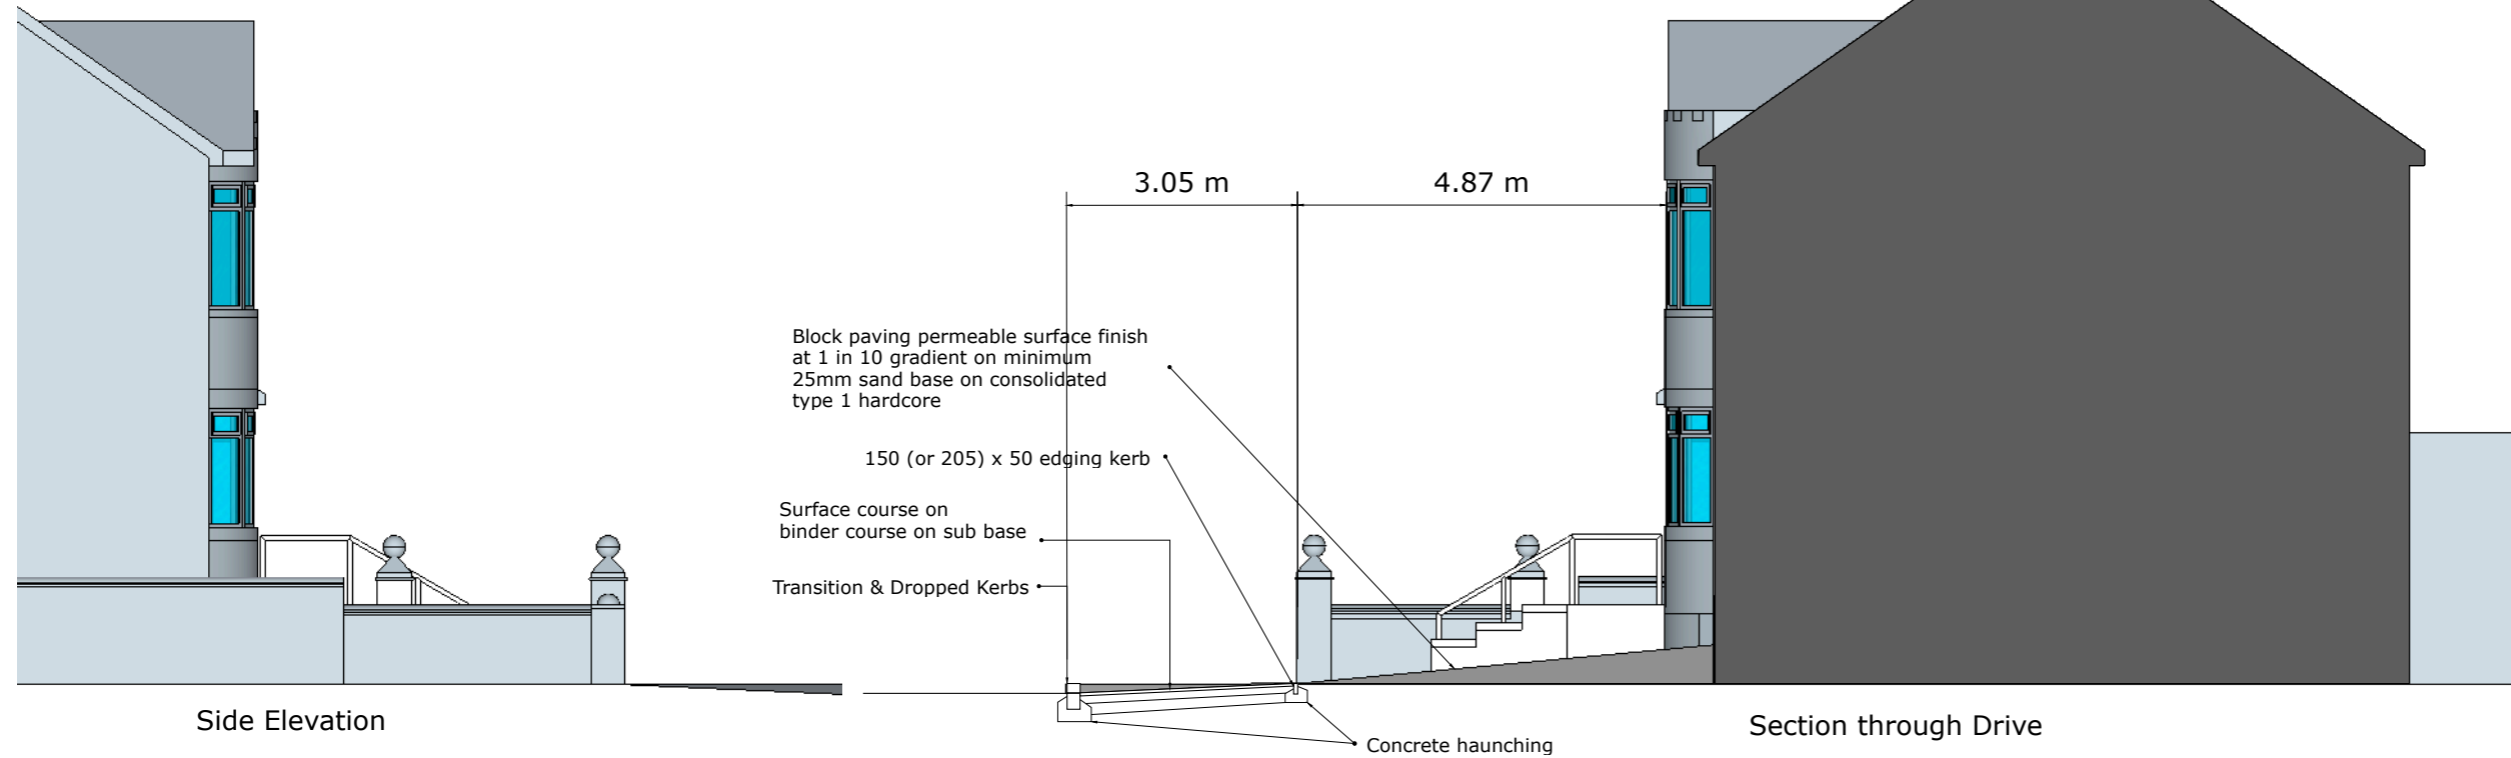 3.05 m
4.87 m
Block paving permeable surface finish
at 1 in 10 gradient on minimum
25mm sand base on consolidated
type 1 hardcore
150 (or 205) x 50 edging kerb
Surface course on
binder course on sub base
Transition & Dropped Kerbs
Side Elevation
Section through Drive
Concrete haunching